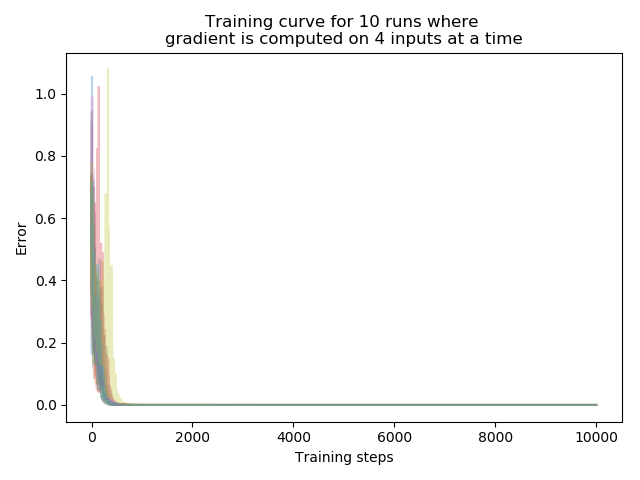 Training curve for 10 runs where
gradient is computed on 4 inputs at a time
1.0
0.8
0.6
0.4
0.2
0.0
Error
0 2000 4000 6000 8000 10000
Training steps